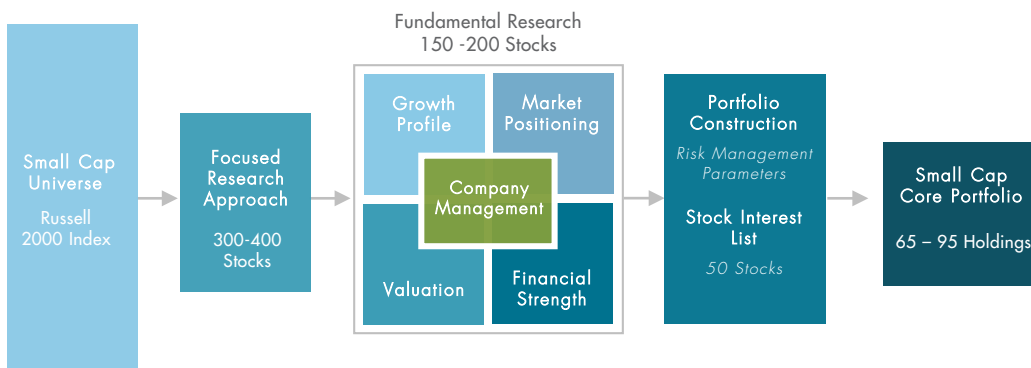 Small Cap
Universe
Russell
2000 Index
Focused
Research
Approach
300-400
Stocks
Fundamental Research
150 -200 Stocks
Growth
Profile
Market
Positioning
Company
Management
Valuation
Financial
Strength
Portfolio
Construction
Risk Management
Parameters
Stock Interest
List
50 Stocks
Small Cap
Core Portfolio
65 – 95 Holdings